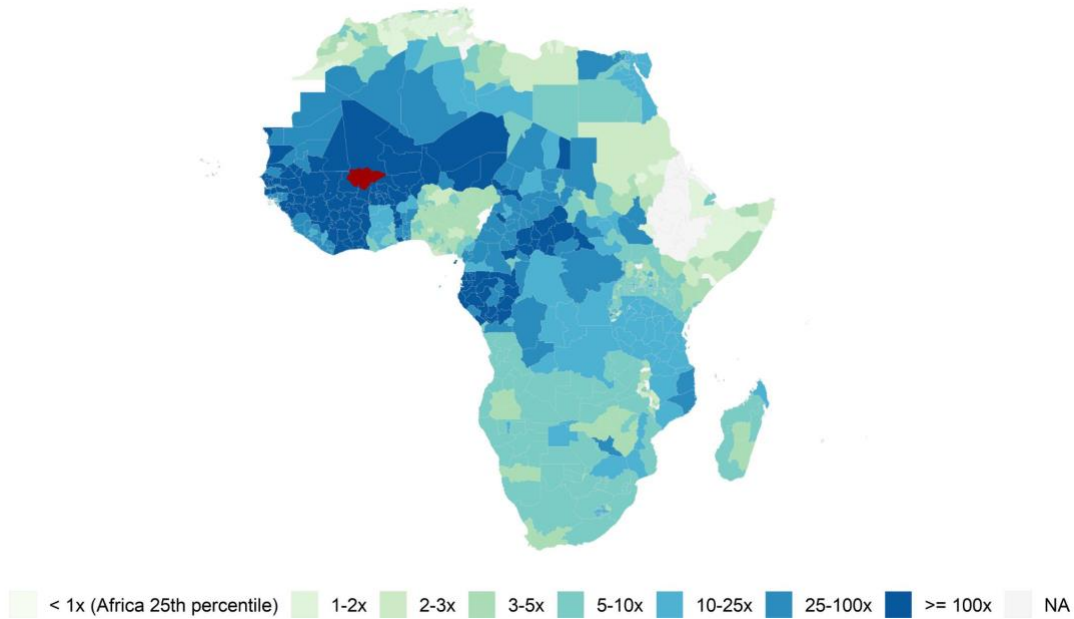 < 1x (Africa 25th percentile) 1-2x 2-3x 3-5x 5-10x 10-25x 25-100x >= 100x NA